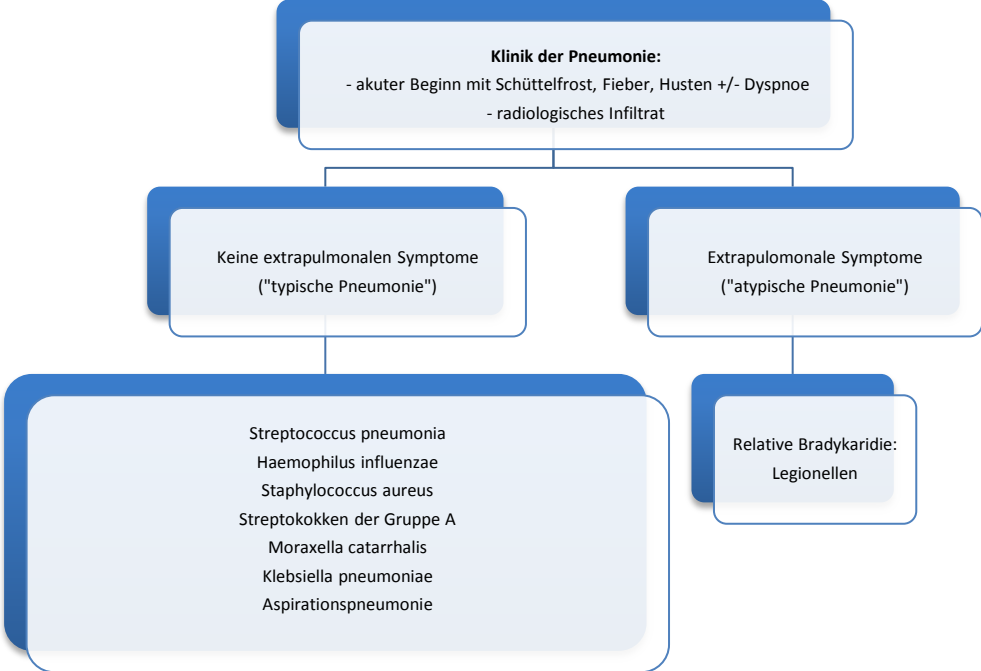 Klinik der Pneumonie:
- akuter Beginn mit Schüttelfrost, Fieber, Husten +/- Dyspnoe
- radiologisches Infiltrat
Keine extrapulmonalen Symptome
("typische Pneumonie")
Extrapulomonale Symptome
("atypische Pneumonie")
Streptococcus pneumonia
Haemophilus influenzae
Staphylococcus aureus
Streptokokken der Gruppe A
Moraxella catarrhalis
Klebsiella pneumoniae
Aspirationspneumonie
Relative Bradykaridie:
Legionellen